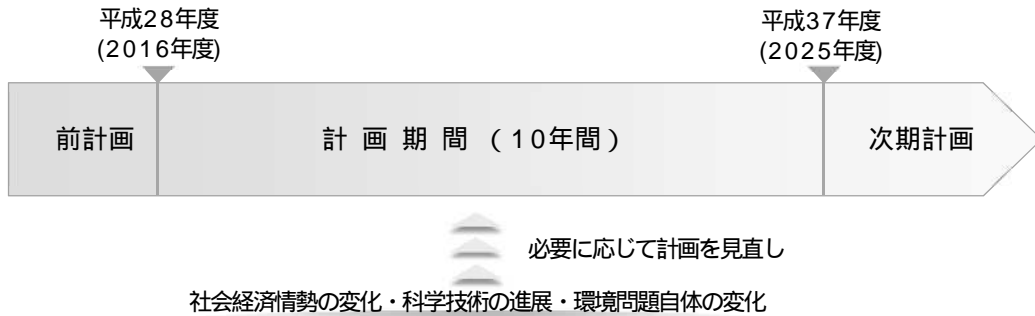 平成28年度
(2016年度)
平成37年度
(2025年度)
前計画
計画期間(10年間)
次期計画
必要に応じて計画を見直し
社会経済情勢の変化・科学技術の進展・環境問題自体の変化